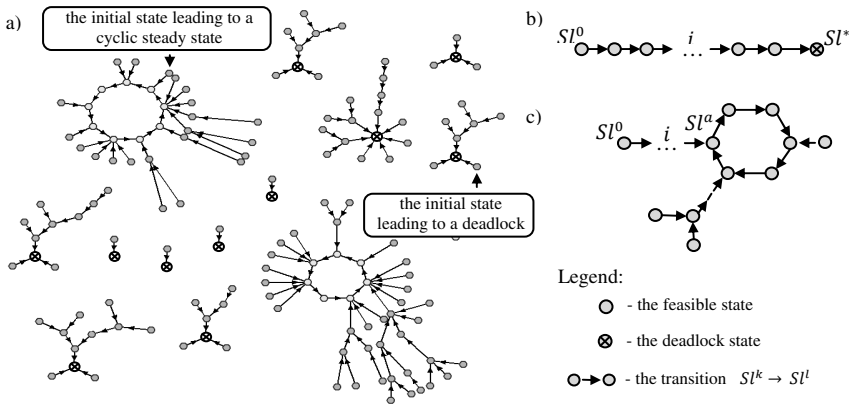 a)
the initial state leading to a
cyclic steady state
the initial state
leading to a deadlock
b)
Sl⁰ i ... Sl*
c)
Sl⁰ i ... Slᵃ
Legend:
- the feasible state
- the deadlock state
- the transition Slᵏ → Slˡ